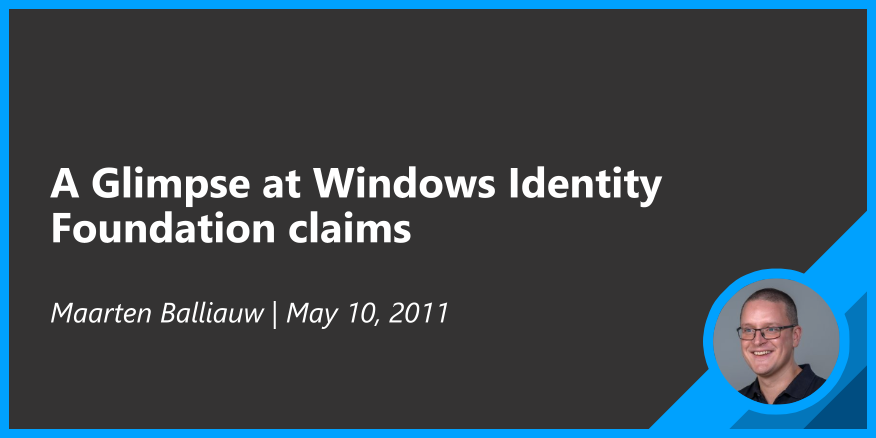 A Glimpse at Windows Identity
Foundation claims
Maarten Balliauw | May 10, 2011